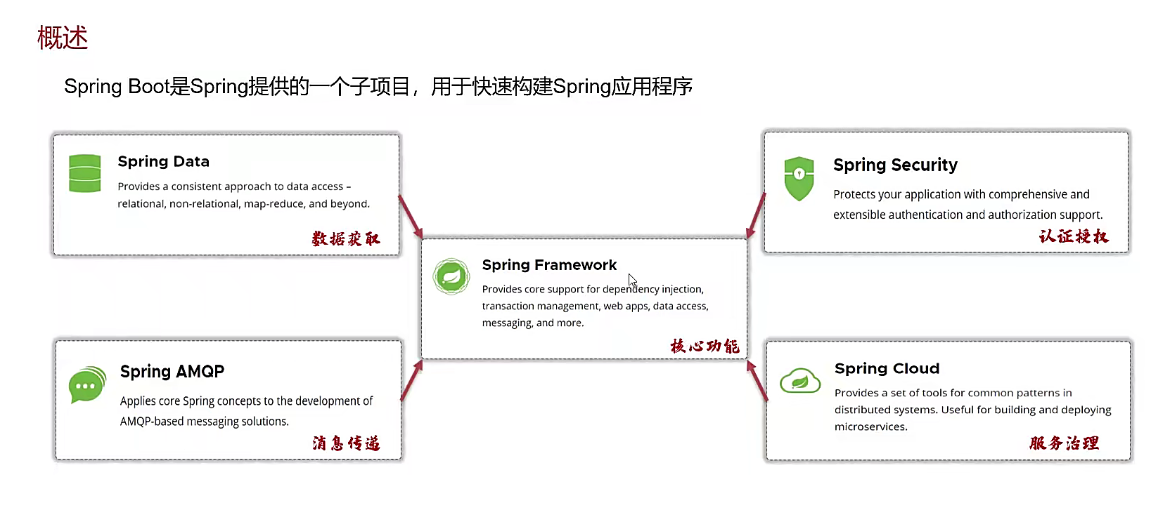 概述
Spring Boot是Spring提供的一个子项目，用于快速构建Spring应用程序
Spring Data
Provides a consistent approach to data access –
relational, non-relational, map-reduce, and beyond.
数据获取
Spring Security
Protects your application with comprehensive and
extensible authentication and authorization support.
认证授权
Spring Framework
Provides core support for dependency injection,
transaction management, web apps, data access,
messaging, and more.
核心功能
Spring AMQP
Applies core Spring concepts to the development of
AMQP-based messaging solutions.
消息传递
Spring Cloud
Provides a set of tools for common patterns in
distributed systems. Useful for building and deploying
microservices.
服务治理